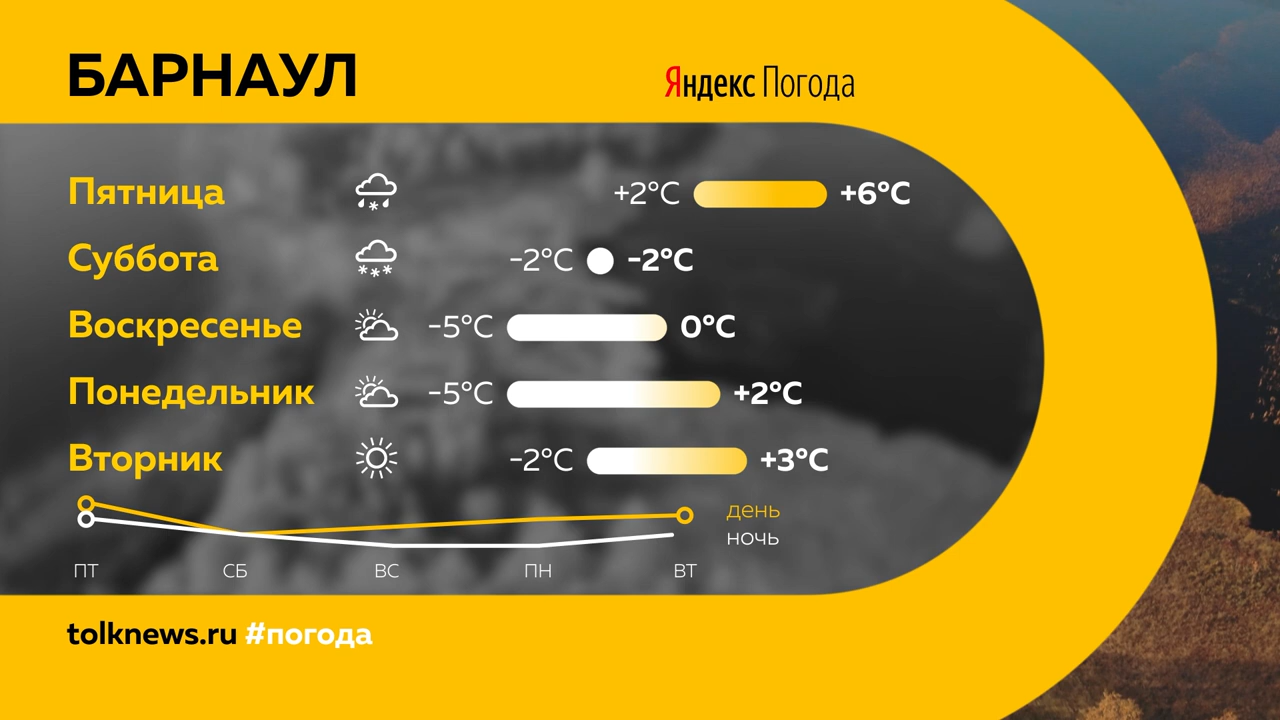 БАРНАУЛ
Яндекс Погода
Пятница +2°C +6°C
Суббота -2°C -2°C
Воскресенье -5°C 0°C
Понедельник -5°C +2°C
Вторник -2°C +3°C
день
ночь
ПТ СБ ВС ПН ВТ
tolknews.ru #погода